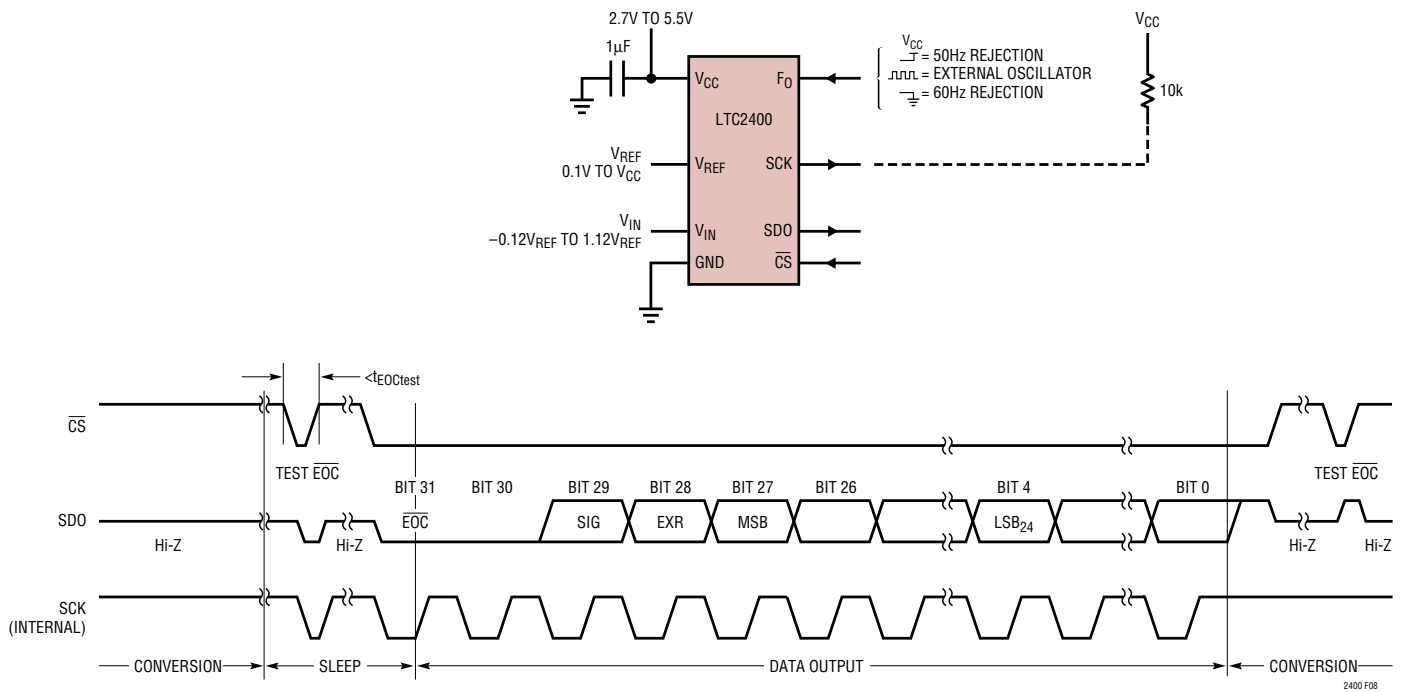 2.7V TO 5.5V
1µF
VCC
FO
LTC2400
VREF
0.1V TO VCC
VREF
SCK
VIN
–0.12VREF TO 1.12VREF
VIN
SDO
GND
CS
VCC
= 50Hz REJECTION
= EXTERNAL OSCILLATOR
= 60Hz REJECTION
VCC
10k
<tEOCtest
CS
TEST EOC
TEST EOC
BIT 31
BIT 30
BIT 29
BIT 28
BIT 27
BIT 26
BIT 4
BIT 0
SDO
EOC
SIG
EXR
MSB
LSB24
Hi-Z
Hi-Z
Hi-Z
Hi-Z
SCK
(INTERNAL)
CONVERSION
SLEEP
DATA OUTPUT
CONVERSION
2400 F08